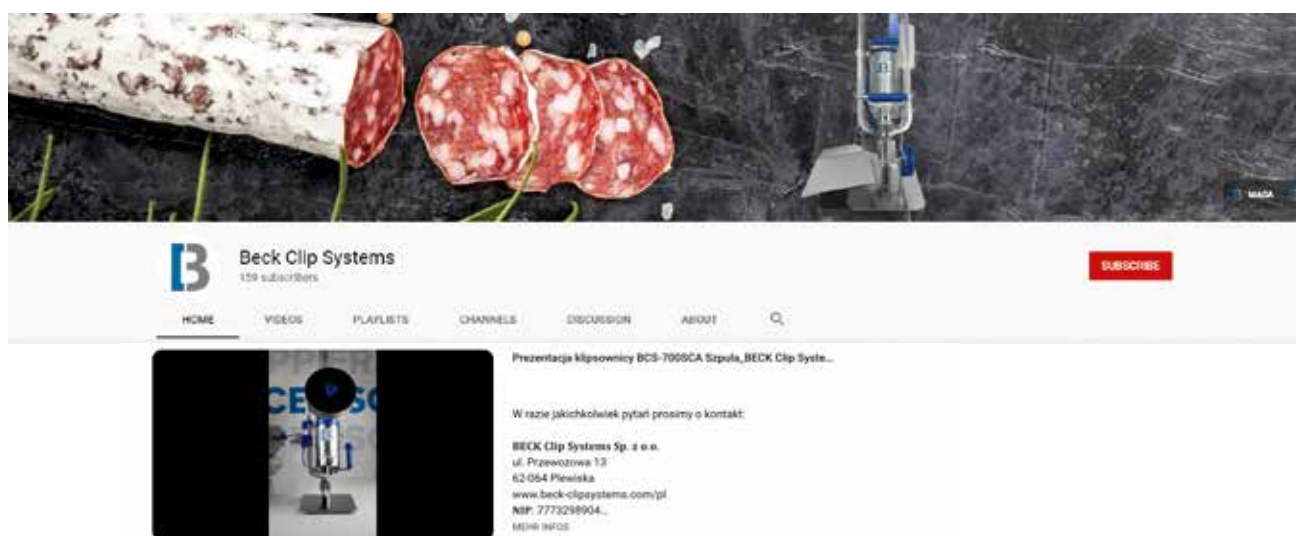 MAGA
Beck Clip Systems
159 subscribers
SUBSCRIBE
HOME VIDEOS PLAYLISTS CHANNELS DISCUSSION ABOUT
Prezentacja klipsownicy BCS-700SCA Szpula_BECK Clip Syste...
W razie jakichkolwiek pytań prosimy o kontakt:
BECK Clip Systems Sp. z o.o.
ul. Przewozowa 13
62-064 Plewiska
www.beck-clipsystems.com/pl
NIP: 7773298904...
MEHR INFOS